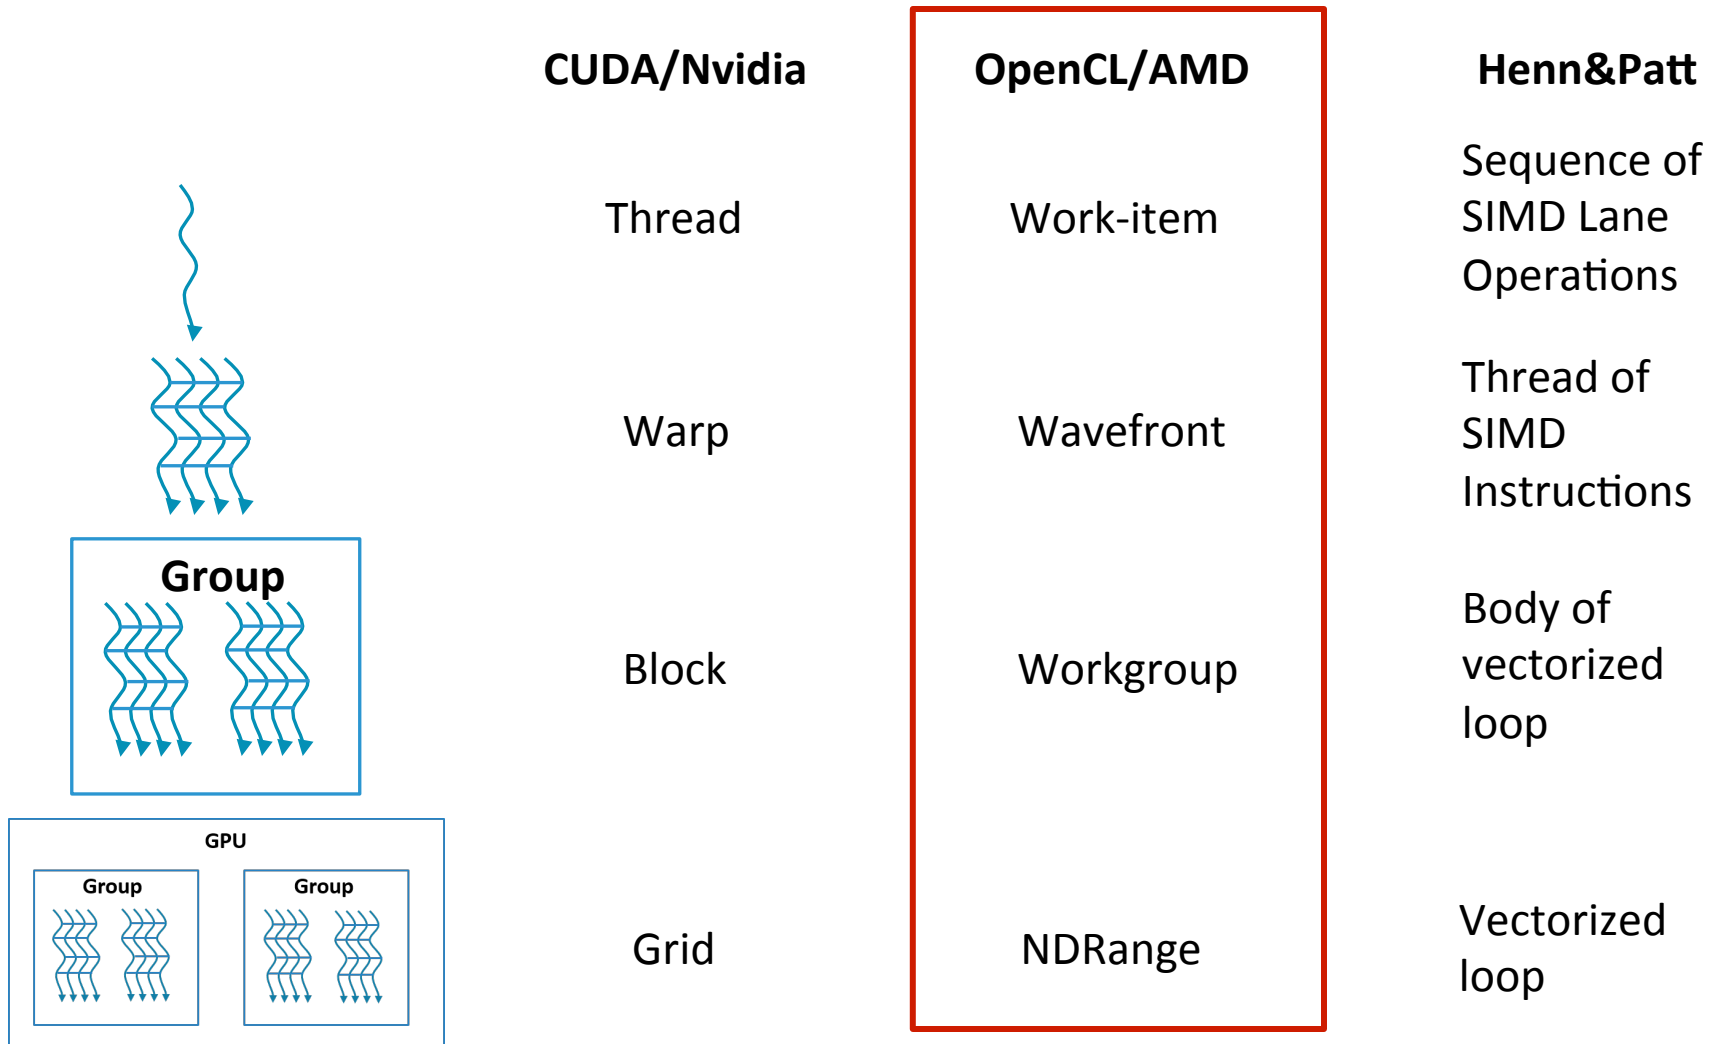 CUDA/Nvidia
OpenCL/AMD
Henn&Patt
Thread
Work-item
Sequence of
SIMD Lane
Operations
Warp
Wavefront
Thread of
SIMD
Instructions
Group
Block
Workgroup
Body of
vectorized
loop
GPU
Group
Group
Grid
NDRange
Vectorized
loop